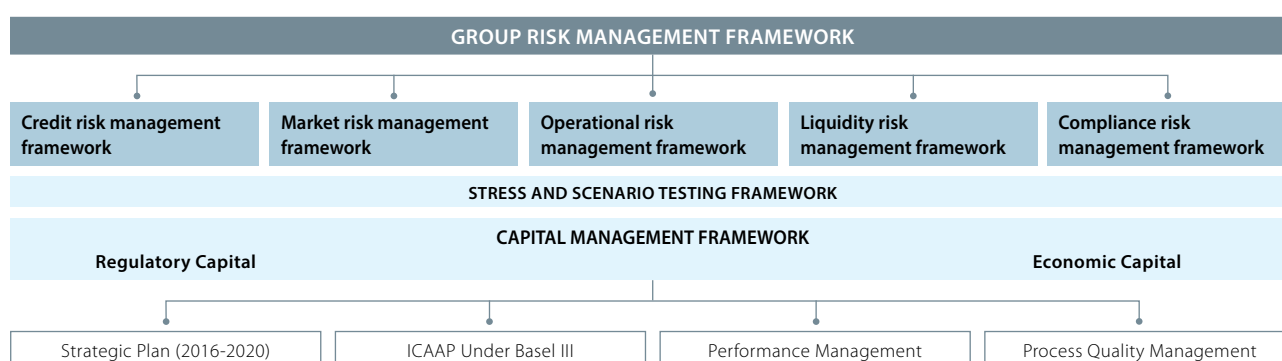 GROUP RISK MANAGEMENT FRAMEWORK
Credit risk management
framework
Market risk management
framework
Operational risk
management framework
Liquidity risk
management framework
Compliance risk
management framework
STRESS AND SCENARIO TESTING FRAMEWORK
CAPITAL MANAGEMENT FRAMEWORK
Regulatory Capital
Economic Capital
Strategic Plan (2016-2020)
ICAAP Under Basel III
Performance Management
Process Quality Management